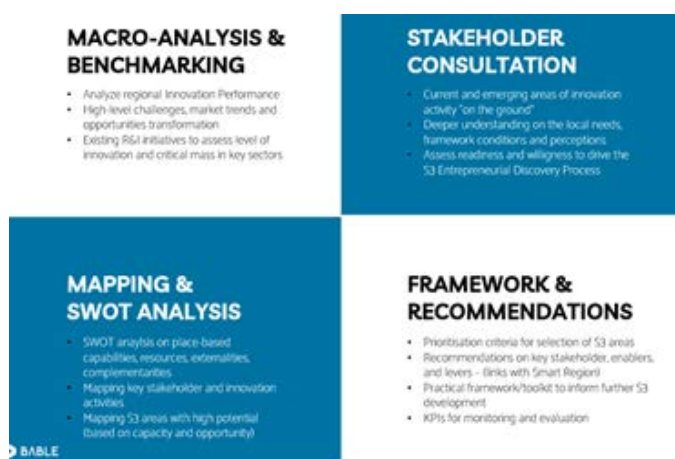 MACRO-ANALYSIS &
BENCHMARKING
• Analyze regional Innovation Performance
• High-level challenges, market trends and
opportunities transformation
• Existing R&I initiatives to assess level of
innovation and critical mass in key sectors
STAKEHOLDER
CONSULTATION
• Current and emerging areas of innovation
activity "on the ground"
• Deeper understanding on the local needs,
framework conditions and perceptions
• Assess readiness and willigness to drive the
S3 Entrepreneurial Discovery Process
MAPPING &
SWOT ANALYSIS
• SWOT anaylsis on place-based
capabilities, resources, externalities,
complementarities
• Mapping key stakeholder and innovation
activities
• Mapping S3 areas with high potential
(based on capacity and opportunity)
FRAMEWORK &
RECOMMENDATIONS
• Prioritisation criteria for selection of S3 areas
• Recommendations on key stakeholder, enablers,
and levers - (links with Smart Region)
• Practical framework/toolkit to inform further S3
development
• KPIs for monitoring and evaluation
BABLE